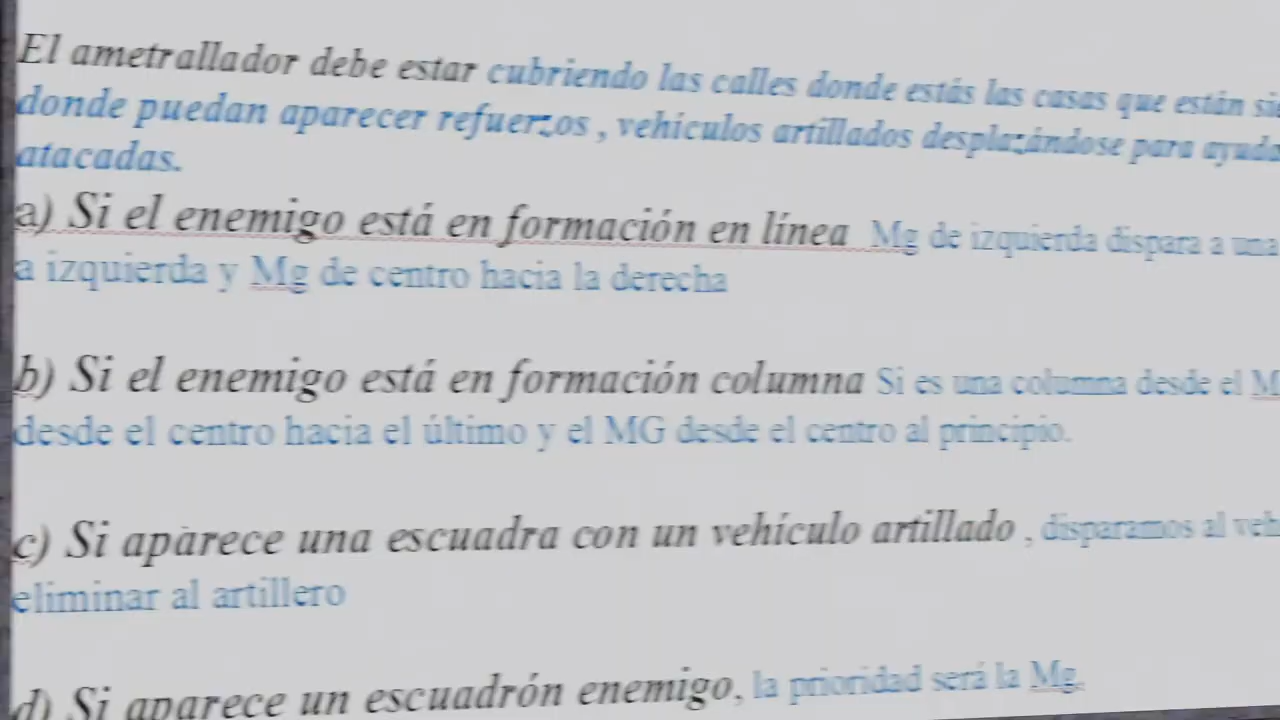 El ametrallador debe estar cubriendo las calles donde estás las casas que están
donde puedan aparecer refuerzos , vehículos artillados desplazándose para
atacadas.
a) Si el enemigo está en formación en línea Mg de izquierda dispara a una
a izquierda y Mg de centro hacia la derecha
b) Si el enemigo está en formación columna Si es una columna desde el
desde el centro hacia el último y el MG desde el centro al principio.
c) Si aparece una escuadra con un vehículo artillado , disparamos al
eliminar al artillero
d) Si aparece un escuadrón enemigo, la prioridad será la Mg.